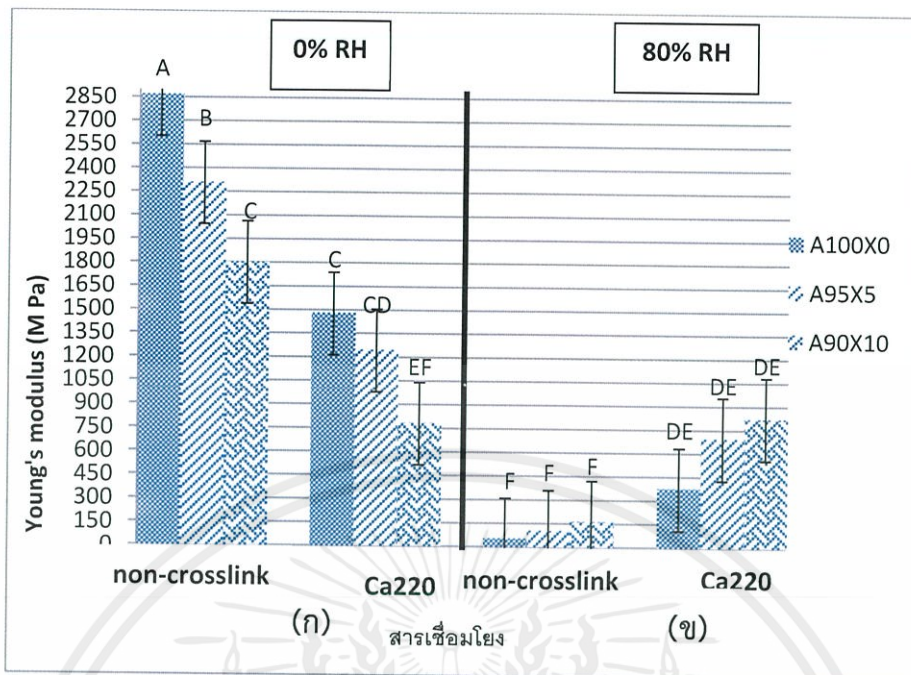 0% RH
80% RH
A
B
C
C
CD
EF
F
F
F
DE
DE
DE
Young's modulus (M Pa)
2850
2700
2550
2400
2250
2100
1950
1800
1650
1500
1350
1200
1050
900
750
600
450
300
150
0
A100X0
A95X5
A90X10
non-crosslink
Ca220
non-crosslink
Ca220
(ก)
สารเชื่อมโยง
(ข)